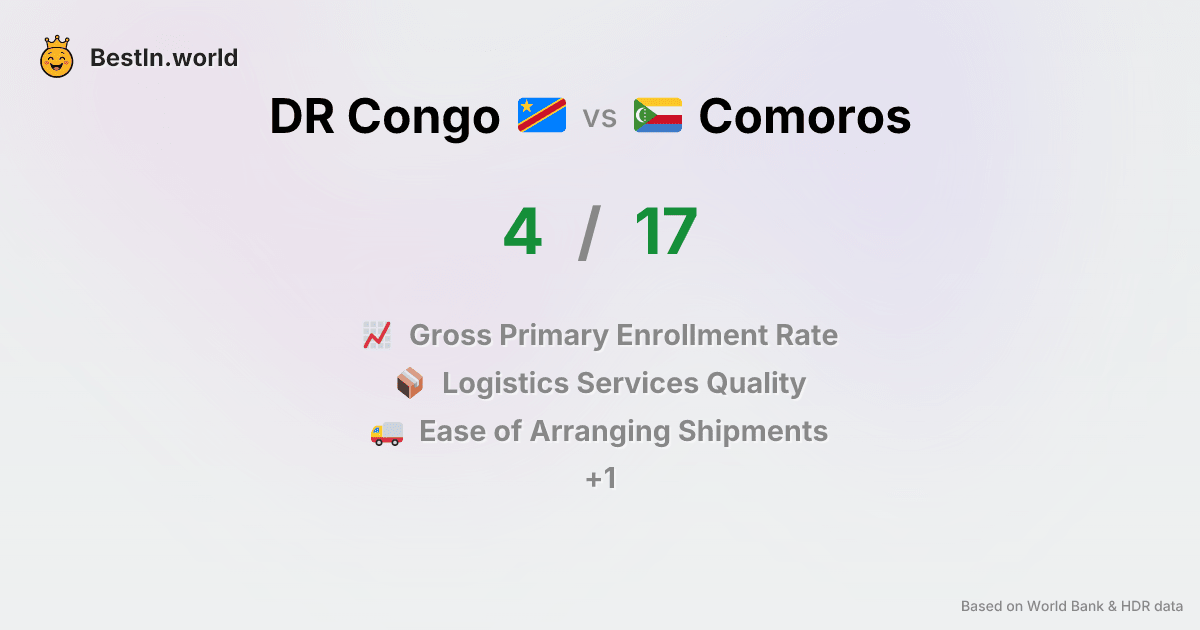 BestIn.world
DR Congo vs Comoros
4 / 17
Gross Primary Enrollment Rate
Logistics Services Quality
Ease of Arranging Shipments
+1
Based on World Bank & HDR data